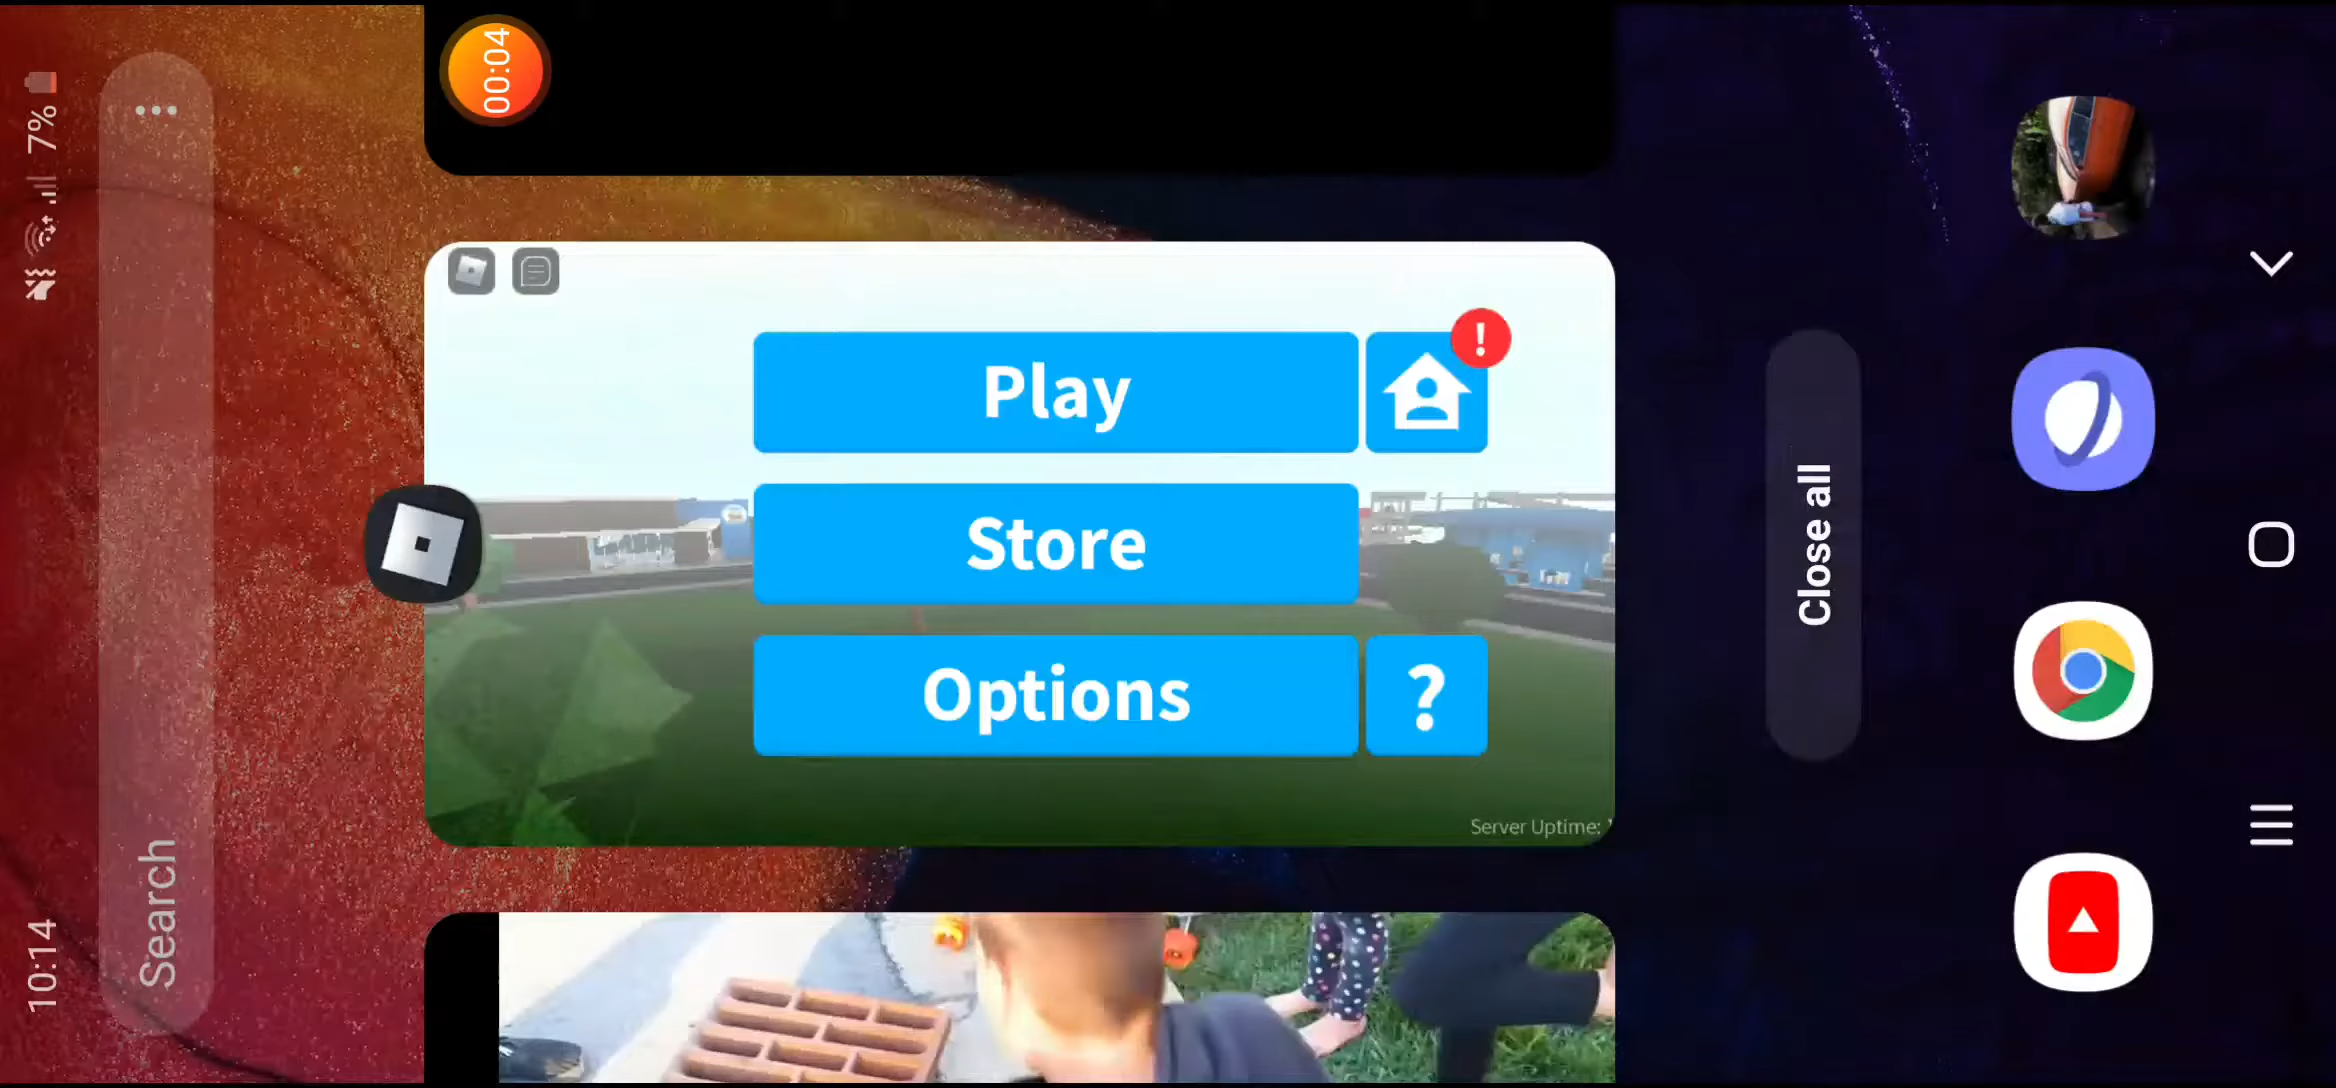 10:14
7%
Search
00:04
Play
!
Store
Options
?
Server Uptime:
Close all